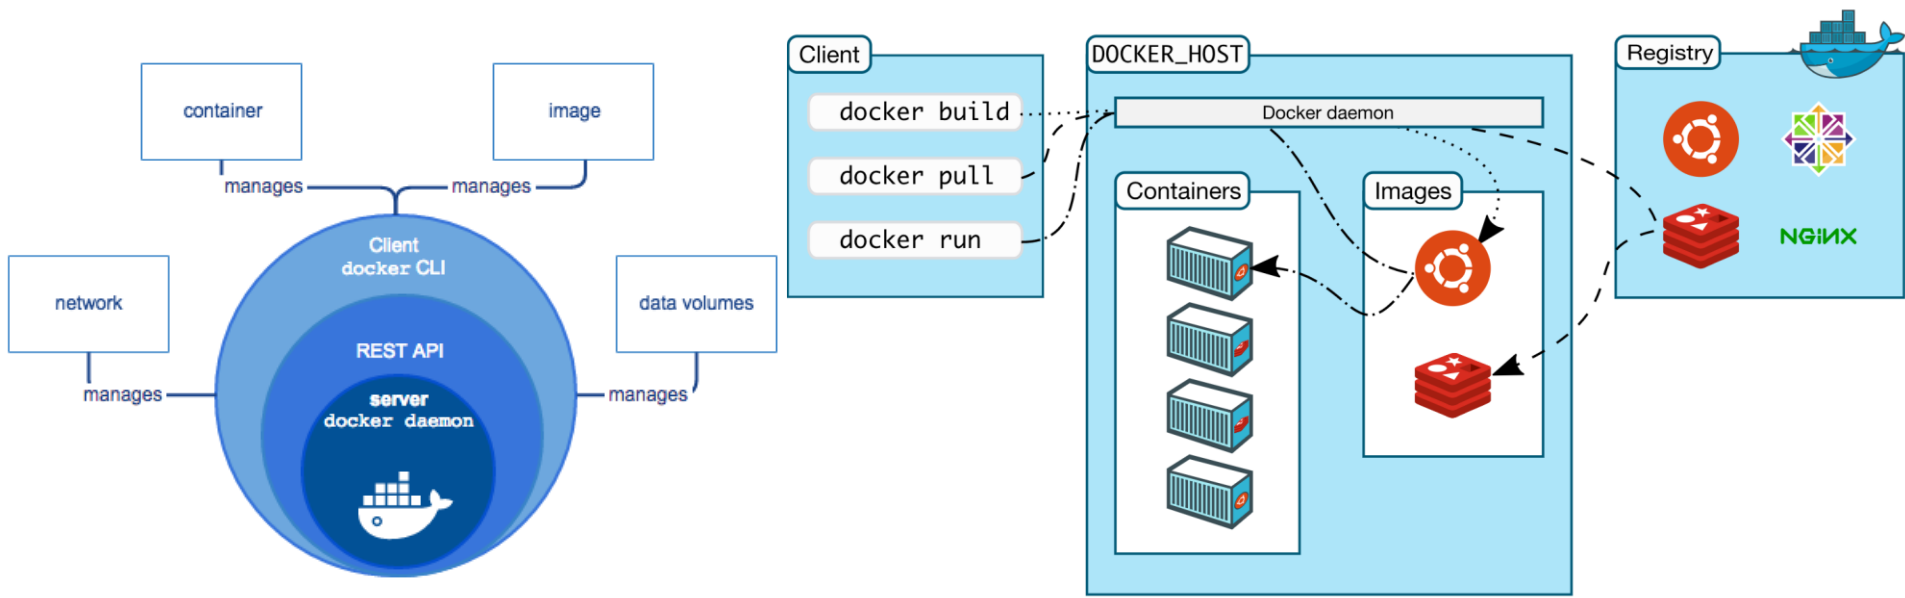 container
image
manages
manages
Client
docker CLI
network
data volumes
REST API
manages
manages
server
docker daemon
Client
docker build
docker pull
docker run
DOCKER_HOST
Docker daemon
Containers
Images
Registry
NGiNX